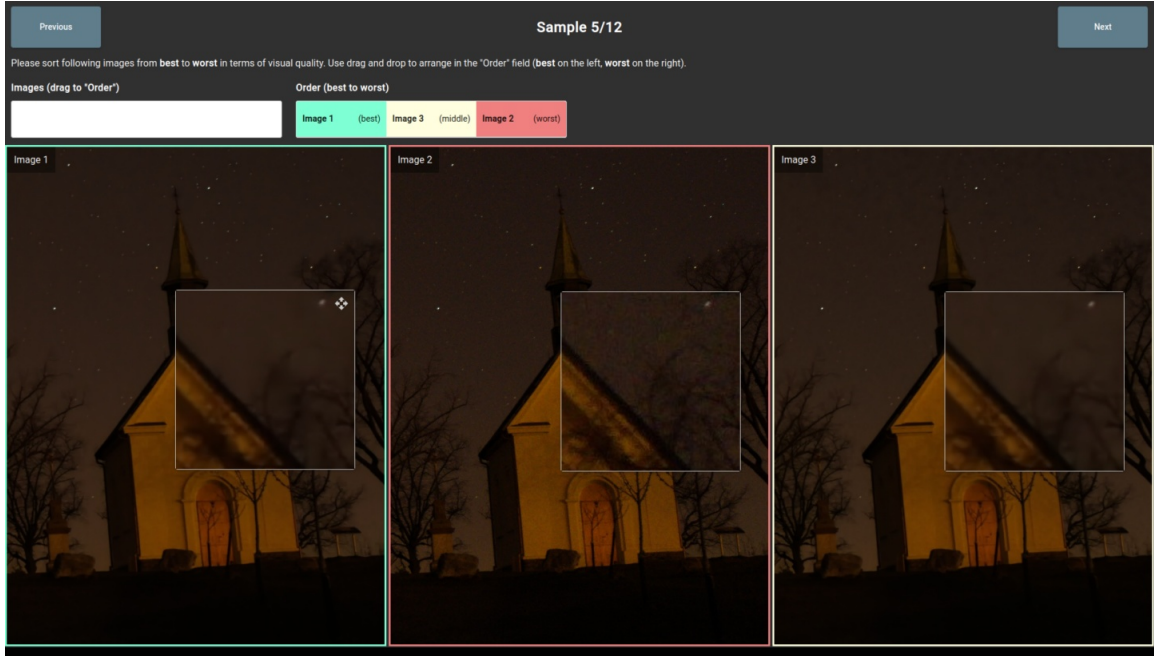 Previous
Sample 5/12
Next
Please sort following images from best to worst in terms of visual quality. Use drag and drop to arrange in the "Order" field (best on the left, worst on the right).
Images (drag to "Order")
Order (best to worst)
Image 1 (best) Image 3 (middle) Image 2 (worst)
Image 1
Image 2
Image 3